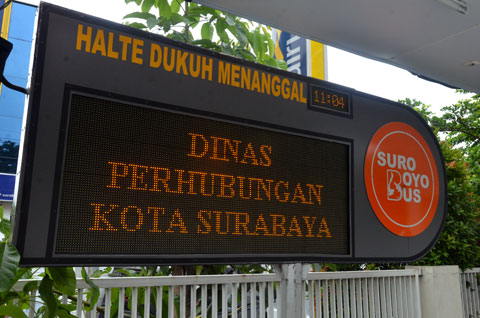 HALTE DUKUH MENANGGAL
11:04
DINAS
PERHUBUNGAN
KOTA SURABAYA
SURO
BOYO
BUS